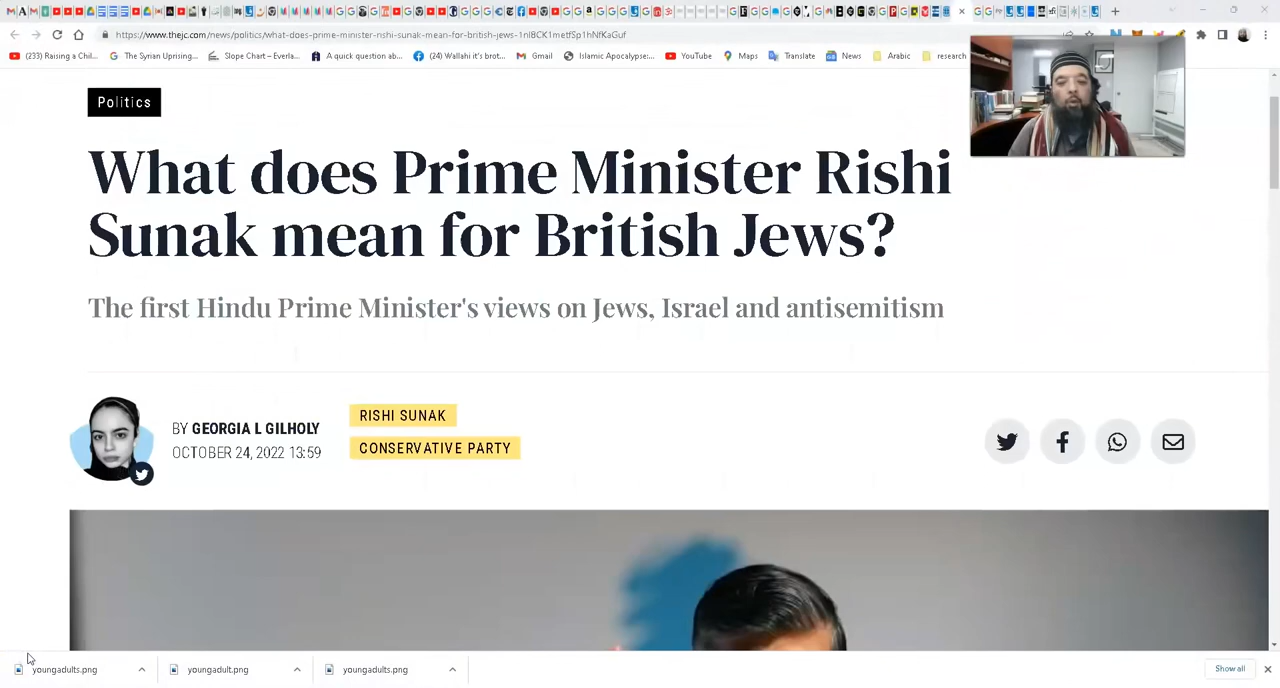 https://www.thejc.com/news/politics/what-does-prime-minister-rishi-sunak-mean-for-british-jews-1nI8CK1metfSp1hNfKaGuf
(233) Raising a Chil...
The Syrian Uprising...
Slope Chart – Everla...
A quick question ab...
(24) Wallahi it's brot...
Gmail
Islamic Apocalypse:...
YouTube
Maps
Translate
News
Arabic
research
Politics
What does Prime Minister Rishi
Sunak mean for British Jews?
The first Hindu Prime Minister's views on Jews, Israel and antisemitism
BY GEORGIA L GILHOLY
OCTOBER 24, 2022 13:59
RISHI SUNAK
CONSERVATIVE PARTY
youngadults.png
youngadult.png
youngadults.png
Show all